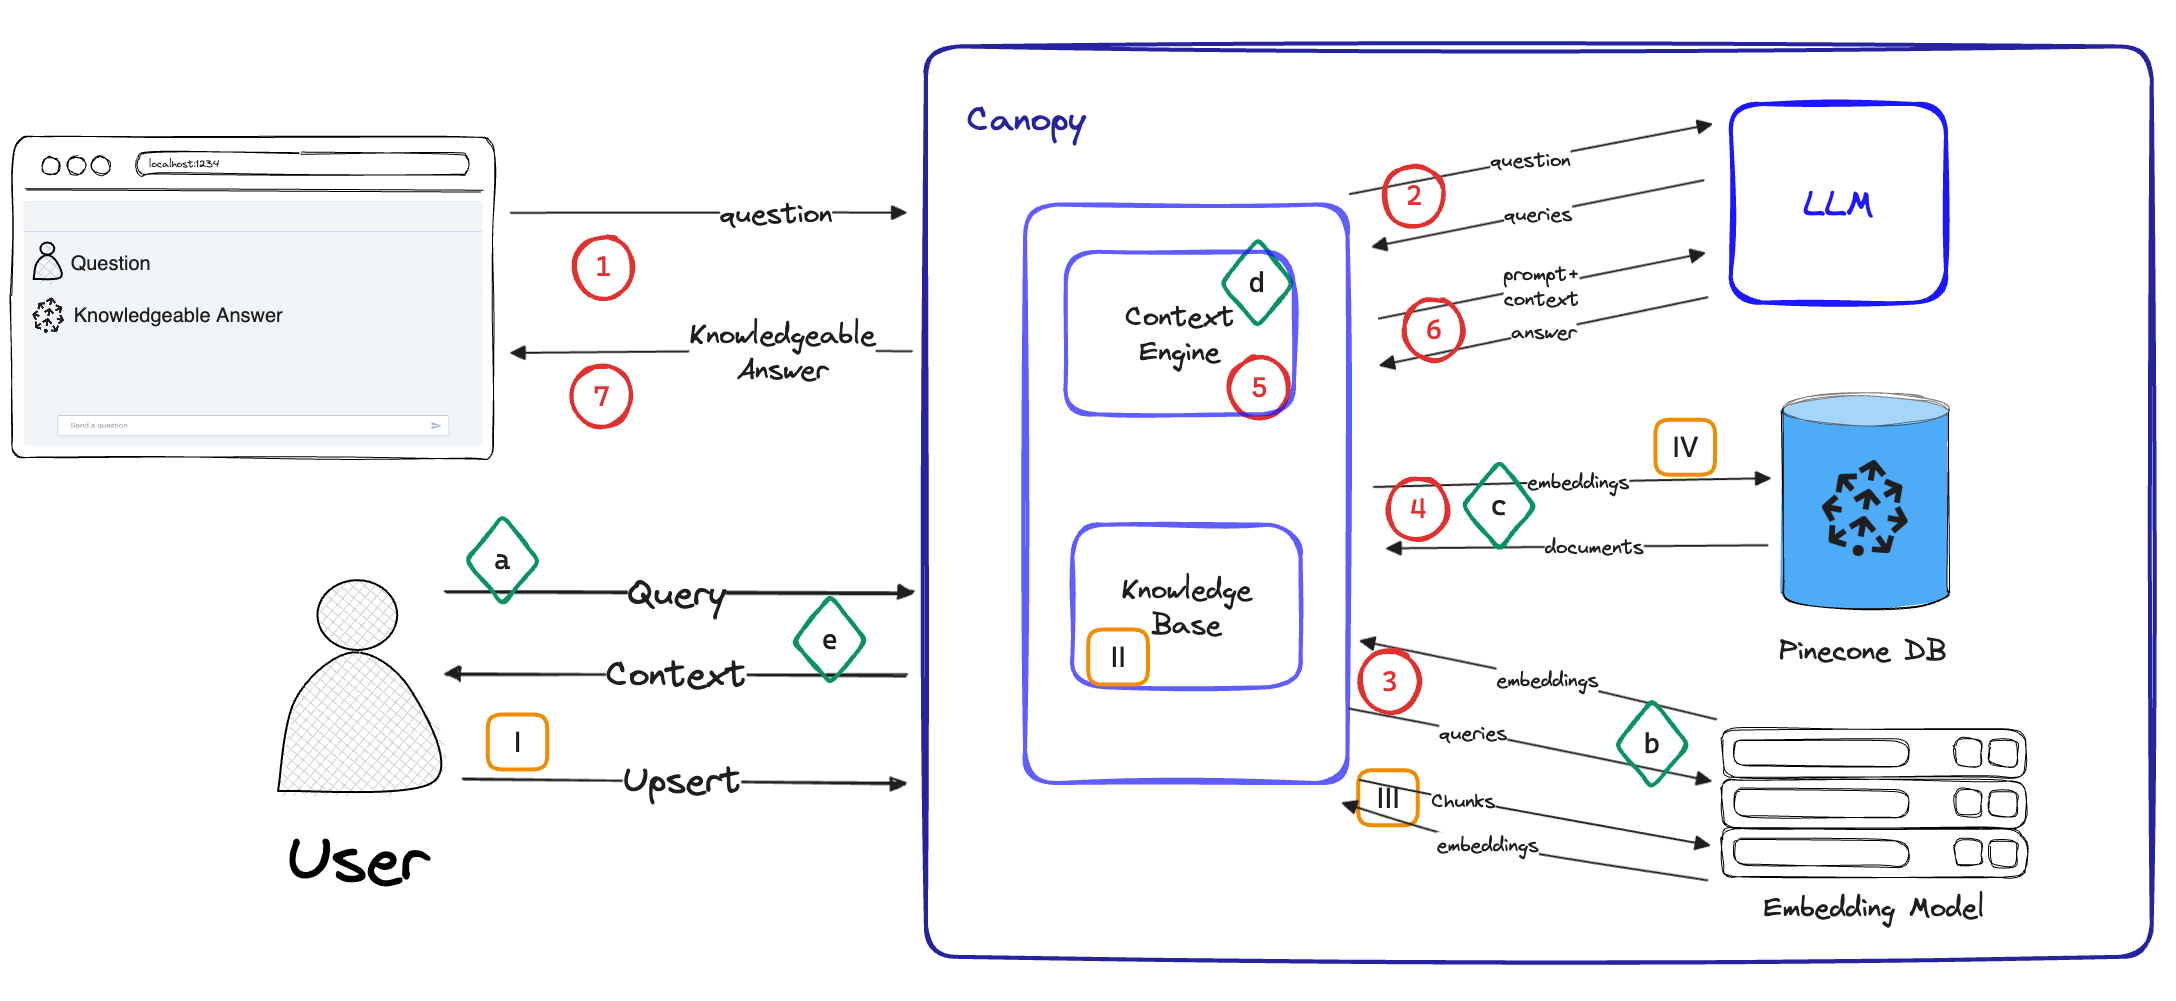 Canopy
localhost:1234
Question
Knowledgeable Answer
Send a question
question
1
Knowledgeable
Answer
7
a
Query
e
Context
I
Upsert
User
d
Context
Engine
5
Knowledge
Base
II
2
question
queries
LLM
prompt+
context
6
answer
IV
4
c
embeddings
documents
Pinecone DB
3
embeddings
queries
b
III
Chunks
embeddings
Embedding Model